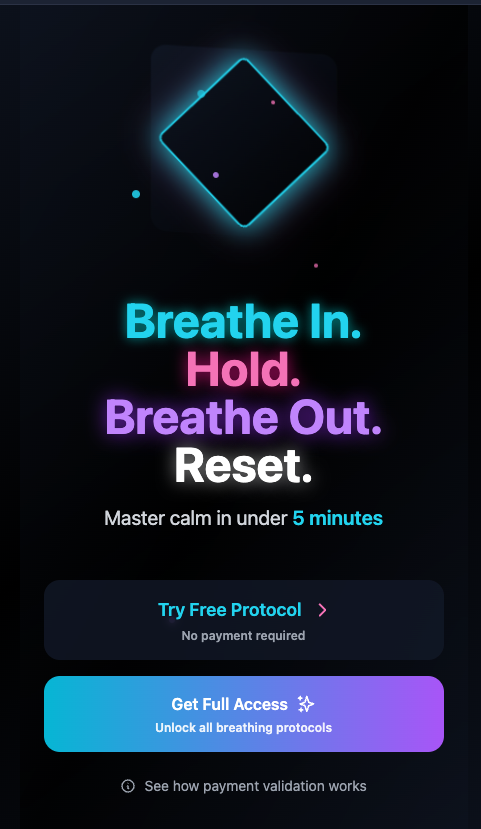 Breathe In.
Hold.
Breathe Out.
Reset.
Master calm in under 5 minutes
Try Free Protocol
No payment required
Get Full Access
Unlock all breathing protocols
See how payment validation works